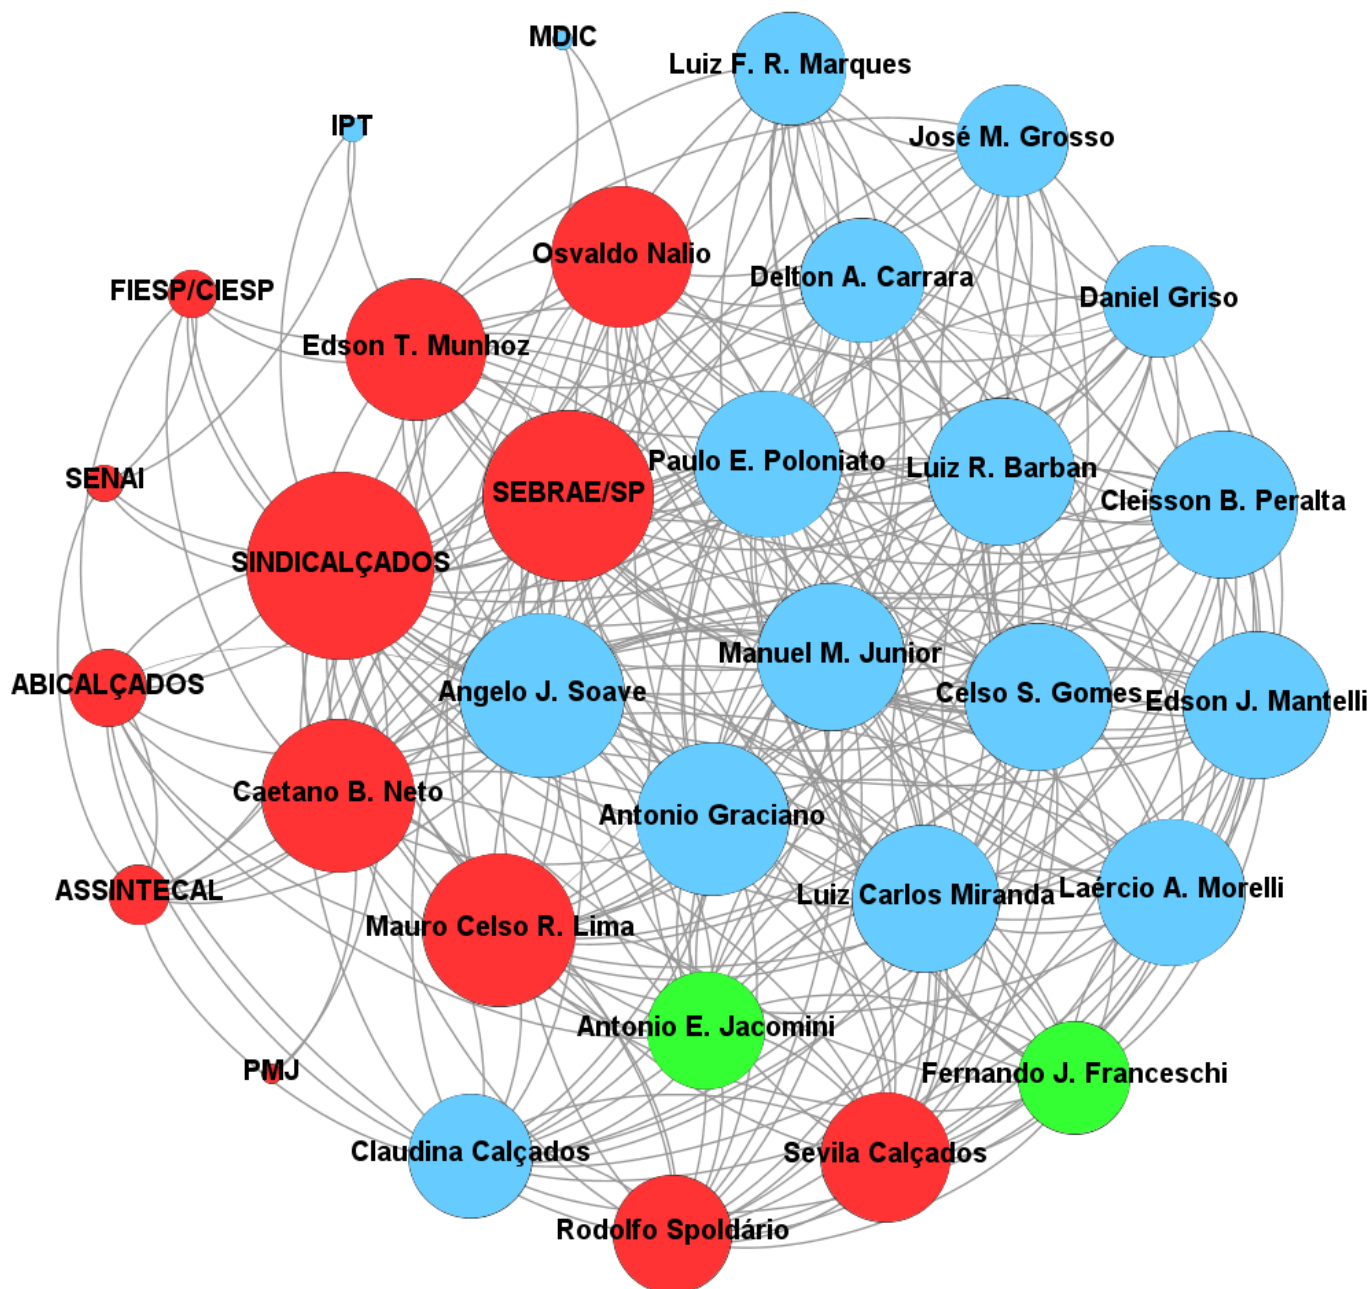 MDIC
Luiz F. R. Marques
IPT
José M. Grosso
Osvaldo Nalio
Delton A. Carrara
FIESP/CIESP
Daniel Griso
Edson T. Munhoz
Paulo E. Poloniato
Luiz R. Barban
SENAI
SEBRAE/SP
Cleisson B. Peralta
SINDICALÇADOS
Manuel M. Junior
ABICALÇADOS
Angelo J. Soave
Celso S. Gomes
Edson J. Mantelli
Caetano B. Neto
Antonio Graciano
ASSINTECAL
Luiz Carlos Miranda
Laércio A. Morelli
Mauro Celso R. Lima
Antonio E. Jacomini
PMJ
Fernando J. Franceschi
Claudina Calçados
Sevila Calçados
Rodolfo Spoldário